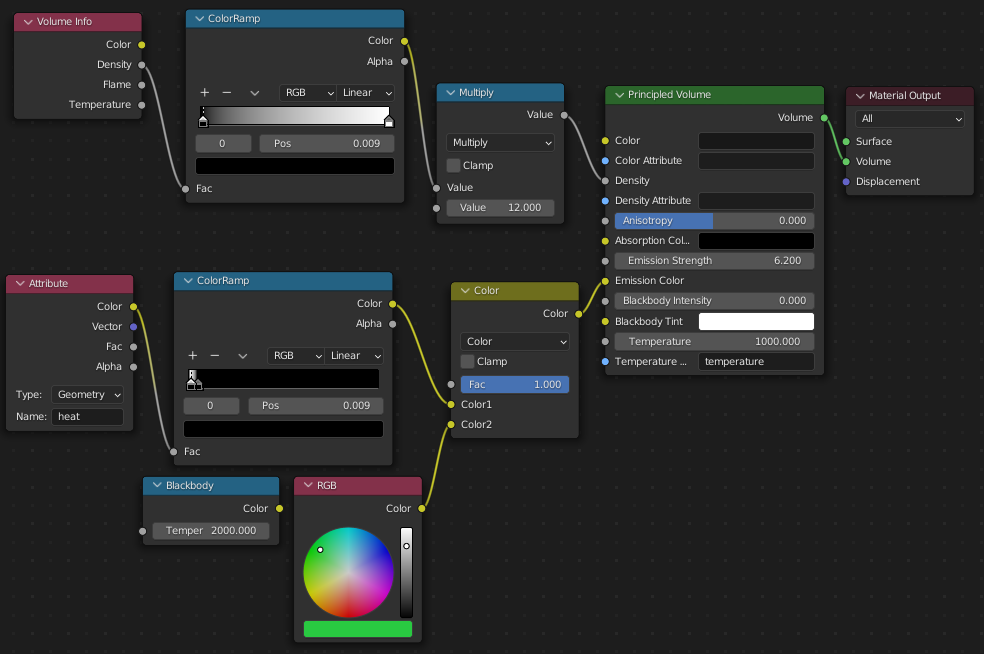 Volume Info
Color
Density
Flame
Temperature
ColorRamp
Color
Alpha
+ − RGB Linear
0 Pos 0.009
Fac
Multiply
Value
Multiply
Clamp
Value
Value 12.000
Principled Volume
Volume
Color
Color Attribute
Density
Density Attribute
Anisotropy 0.000
Absorption Col...
Emission Strength 6.200
Emission Color
Blackbody Intensity 0.000
Blackbody Tint
Temperature 1000.000
Temperature ... temperature
Material Output
All
Surface
Volume
Displacement
Attribute
Color
Vector
Fac
Alpha
Type: Geometry
Name: heat
ColorRamp
Color
Alpha
+ − RGB Linear
0 Pos 0.009
Fac
Color
Color
Color
Clamp
Fac 1.000
Color1
Color2
Blackbody
Color
Temper 2000.000
RGB
Color